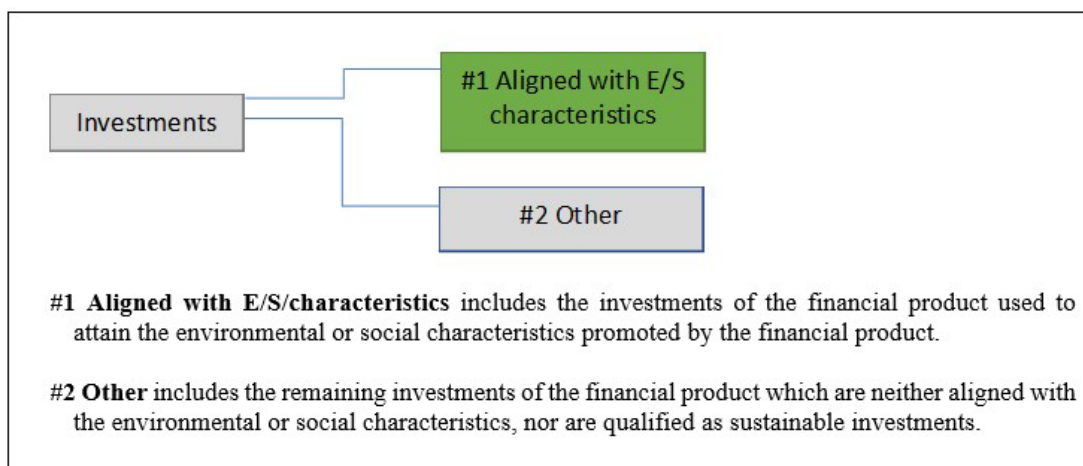 #1 Aligned with E/S
characteristics
Investments
#2 Other
#1 Aligned with E/S/characteristics includes the investments of the financial product used to
attain the environmental or social characteristics promoted by the financial product.
#2 Other includes the remaining investments of the financial product which are neither aligned with
the environmental or social characteristics, nor are qualified as sustainable investments.